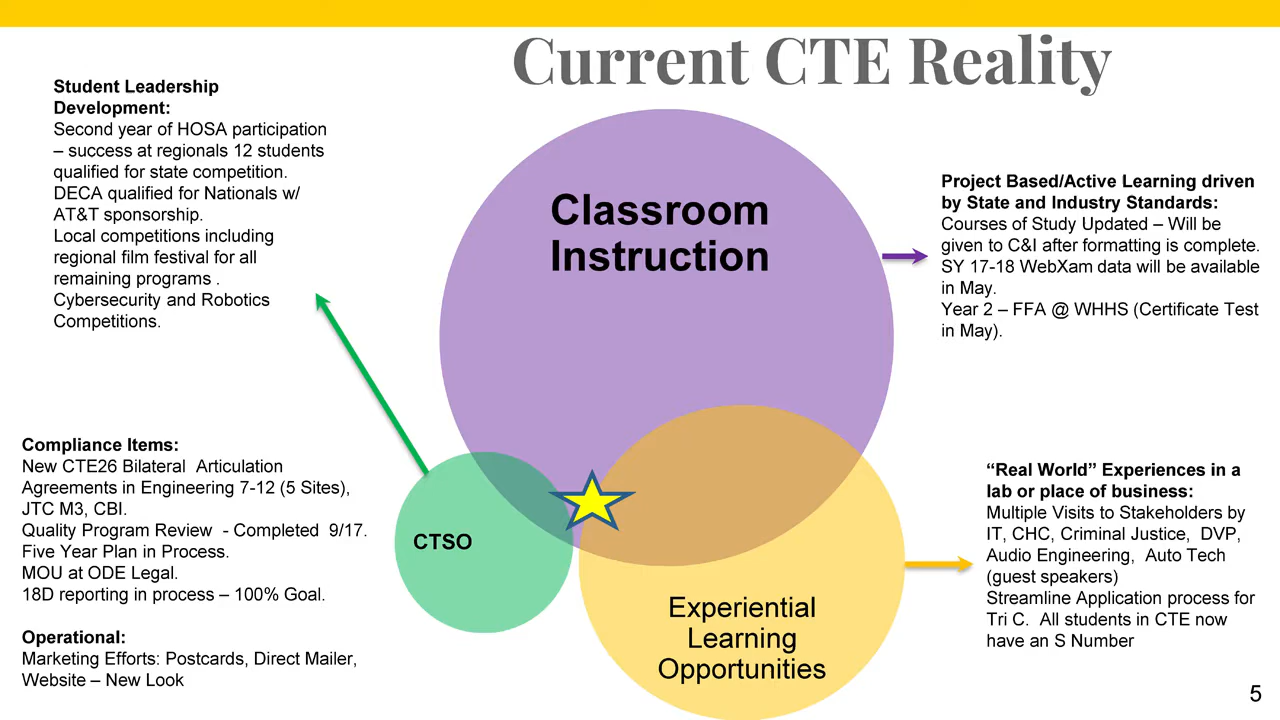 Current CTE Reality
Student Leadership
Development:
Second year of HOSA participation
– success at regionals 12 students
qualified for state competition.
DECA qualified for Nationals w/
AT&T sponsorship.
Local competitions including
regional film festival for all
remaining programs .
Cybersecurity and Robotics
Competitions.
Classroom
Instruction
Project Based/Active Learning driven
by State and Industry Standards:
Courses of Study Updated – Will be
given to C&I after formatting is complete.
SY 17-18 WebXam data will be available
in May.
Year 2 – FFA @ WHHS (Certificate Test
in May).
Compliance Items:
New CTE26 Bilateral  Articulation
Agreements in Engineering 7-12 (5 Sites),
JTC M3, CBI.
Quality Program Review  - Completed  9/17.
Five Year Plan in Process.
MOU at ODE Legal.
18D reporting in process – 100% Goal.
Operational:
Marketing Efforts: Postcards, Direct Mailer,
Website – New Look
CTSO
Experiential
Learning
Opportunities
“Real World” Experiences in a
lab or place of business:
Multiple Visits to Stakeholders by
IT, CHC, Criminal Justice,  DVP,
Audio Engineering,  Auto Tech
(guest speakers)
Streamline Application process for
Tri C.  All students in CTE now
have an S Number
5